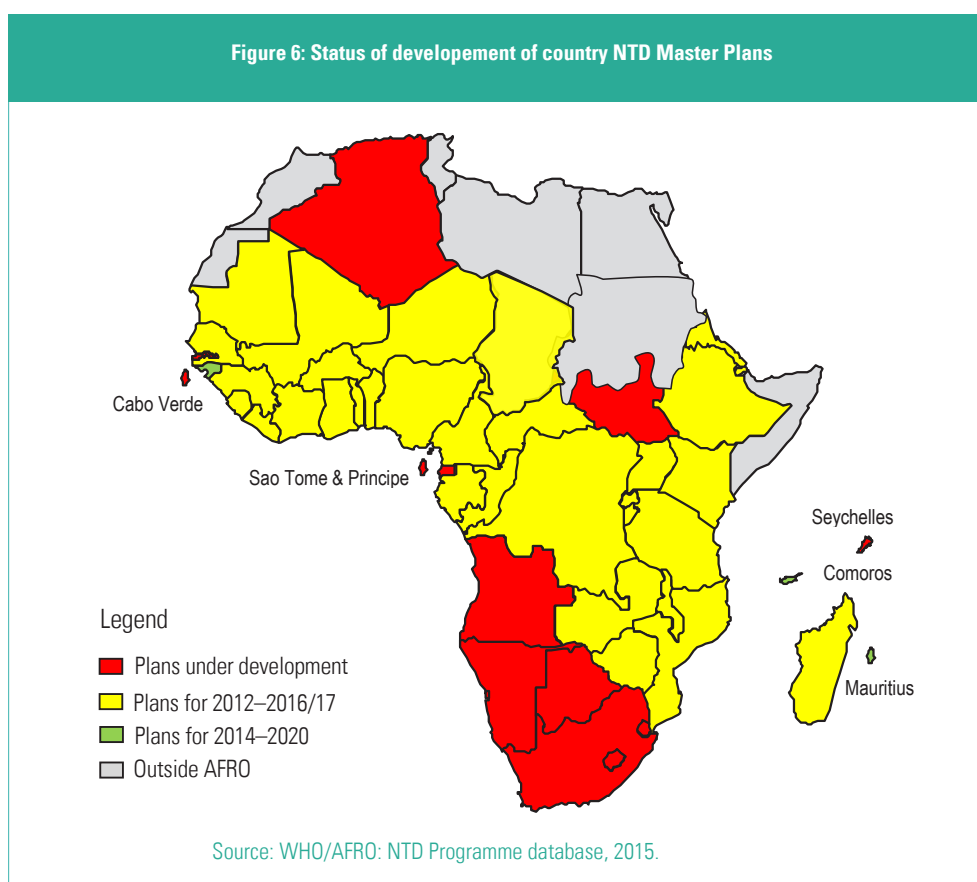 Figure 6: Status of developement of country NTD Master Plans
Cabo Verde
Sao Tome & Principe
Seychelles
Comoros
Mauritius
Legend
Plans under development
Plans for 2012–2016/17
Plans for 2014–2020
Outside AFRO
Source: WHO/AFRO: NTD Programme database, 2015.